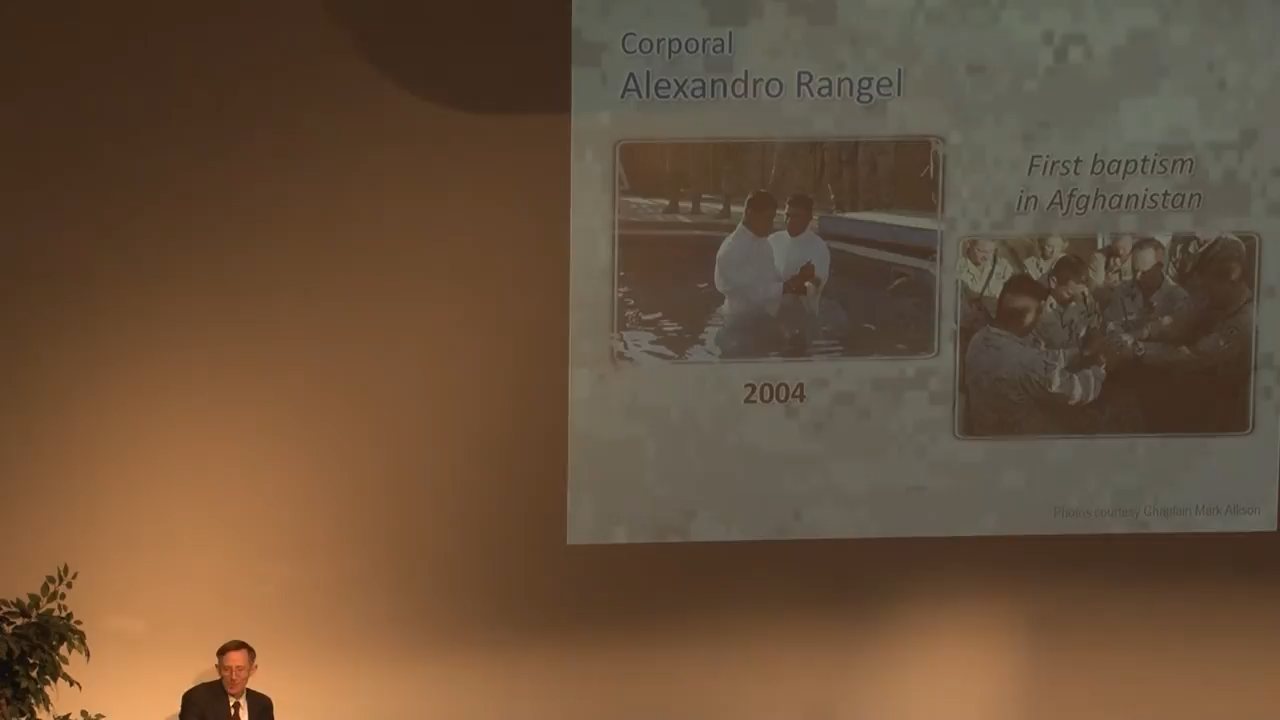 Corporal
Alexandro Rangel
First baptism
in Afghanistan
2004
Photos courtesy Chaplain Mark Allison